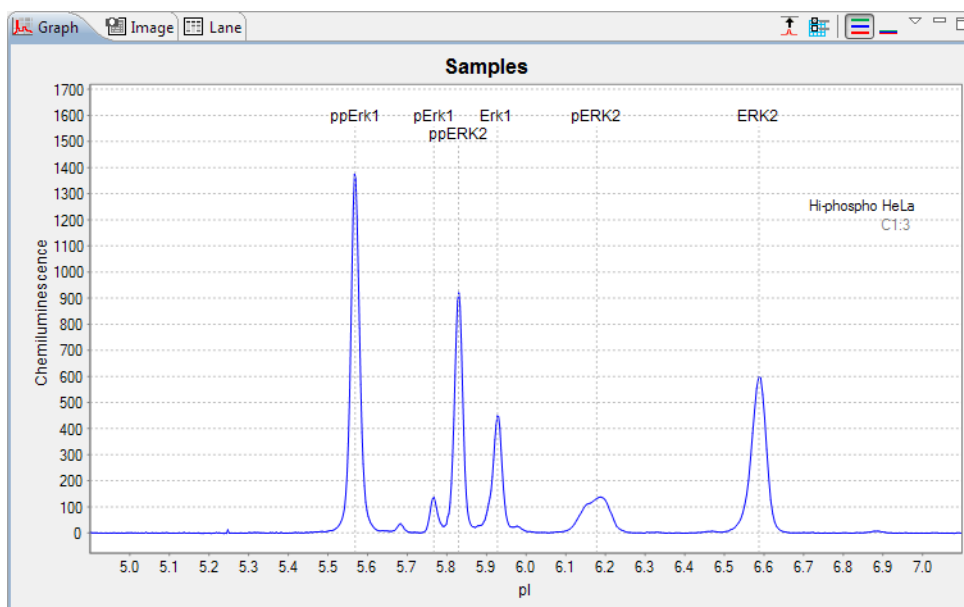 Graph Image Lane
Samples
1700
1600
1500
1400
1300
1200
1100
1000
900
800
700
600
500
400
300
200
100
0
Chemiluminescence
ppErk1 pErk1 Erk1 pERK2 ERK2
ppERK2
Hi-phospho HeLa
C1:3
5.0 5.1 5.2 5.3 5.4 5.5 5.6 5.7 5.8 5.9 6.0 6.1 6.2 6.3 6.4 6.5 6.6 6.7 6.8 6.9 7.0
pI